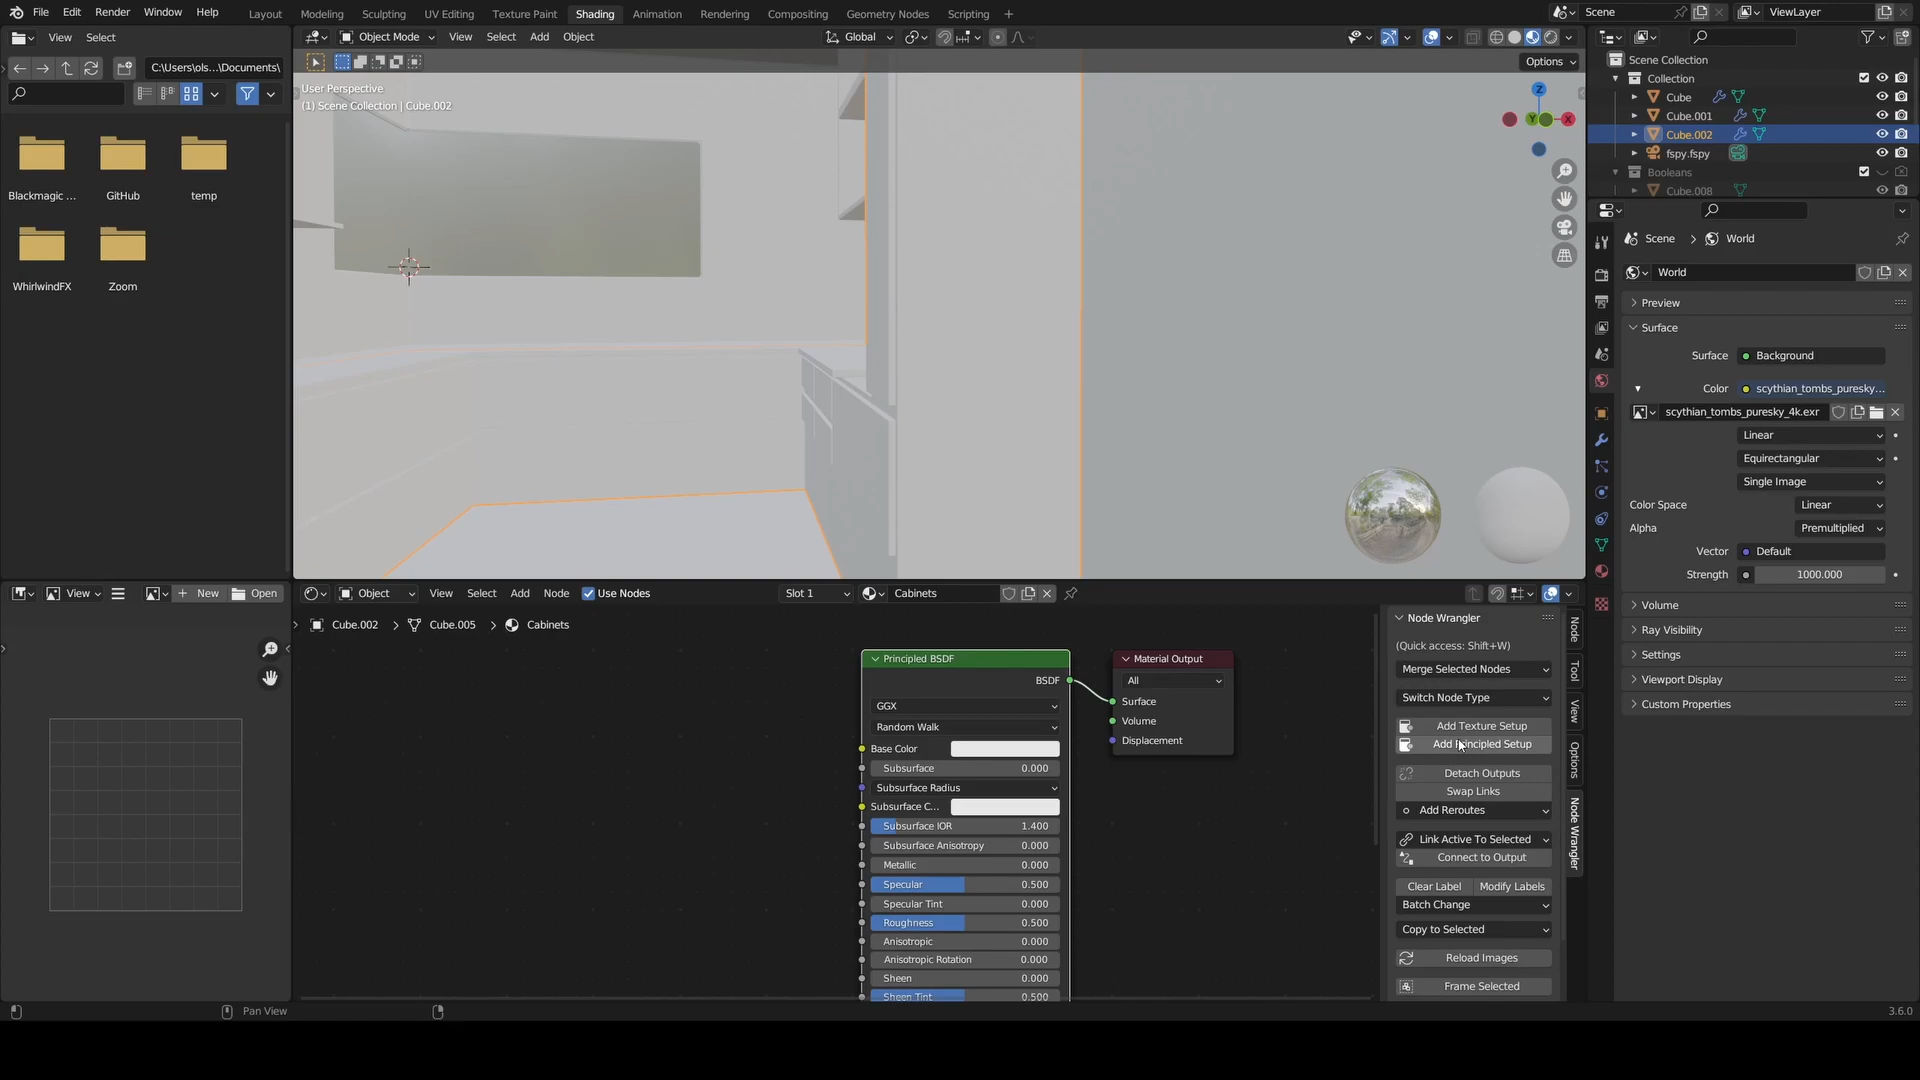 File Edit Render Window Help
Layout Modeling Sculpting UV Editing Texture Paint Shading Animation Rendering Compositing Geometry Nodes Scripting +
Scene
ViewLayer
View Select
C:\Users\ols...\Documents\
Blackmagic ... GitHub temp
WhirlwindFX Zoom
Object Mode View Select Add Object
Global
Options
User Perspective
(1) Scene Collection | Cube.002
Z
Y
X
Scene Collection
Collection
Cube
Cube.001
Cube.002
fspy.fspy
Booleans
Cube.008
Scene > World
World
Preview
Surface
Surface Background
Color scythian_tombs_puresky...
scythian_tombs_puresky_4k.exr
Linear
Equirectangular
Single Image
Color Space Linear
Alpha Premultiplied
Vector Default
Strength 1000.000
Volume
Ray Visibility
Settings
Viewport Display
Custom Properties
View + New Open
Object View Select Add Node Use Nodes Slot 1 Cabinets
Cube.002 > Cube.005 > Cabinets
Principled BSDF
BSDF
GGX
Random Walk
Base Color
Subsurface 0.000
Subsurface Radius
Subsurface C...
Subsurface IOR 1.400
Subsurface Anisotropy 0.000
Metallic 0.000
Specular 0.500
Specular Tint 0.000
Roughness 0.500
Anisotropic 0.000
Anisotropic Rotation 0.000
Sheen 0.000
Sheen Tint 0.500
Material Output
All
Surface
Volume
Displacement
Node Wrangler
(Quick access: Shift+W)
Merge Selected Nodes
Switch Node Type
Add Texture Setup
Add Principled Setup
Detach Outputs
Swap Links
Add Reroutes
Link Active To Selected
Connect to Output
Clear Label Modify Labels
Batch Change
Copy to Selected
Reload Images
Frame Selected
Node
Tool
View
Options
Node Wrangler
Pan View
3.6.0